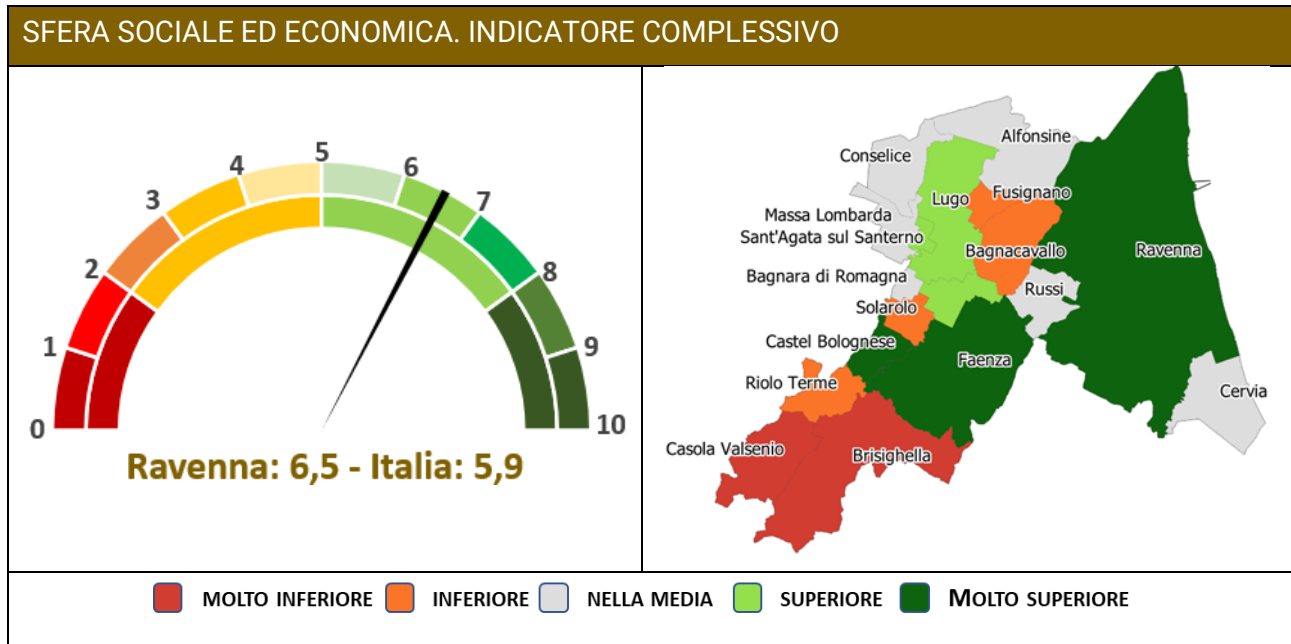 SFERA SOCIALE ED ECONOMICA. INDICATORE COMPLESSIVO
0
1
2
3
4
5
6
7
8
9
10
Ravenna: 6,5 - Italia: 5,9
Alfonsine
Conselice
Lugo
Fusignano
Massa Lombarda
Sant'Agata sul Santerno
Bagnacavallo
Ravenna
Bagnara di Romagna
Russi
Solarolo
Castel Bolognese
Faenza
Riolo Terme
Cervia
Casola Valsenio
Brisighella
MOLTO INFERIORE INFERIORE NELLA MEDIA SUPERIORE MOLTO SUPERIORE